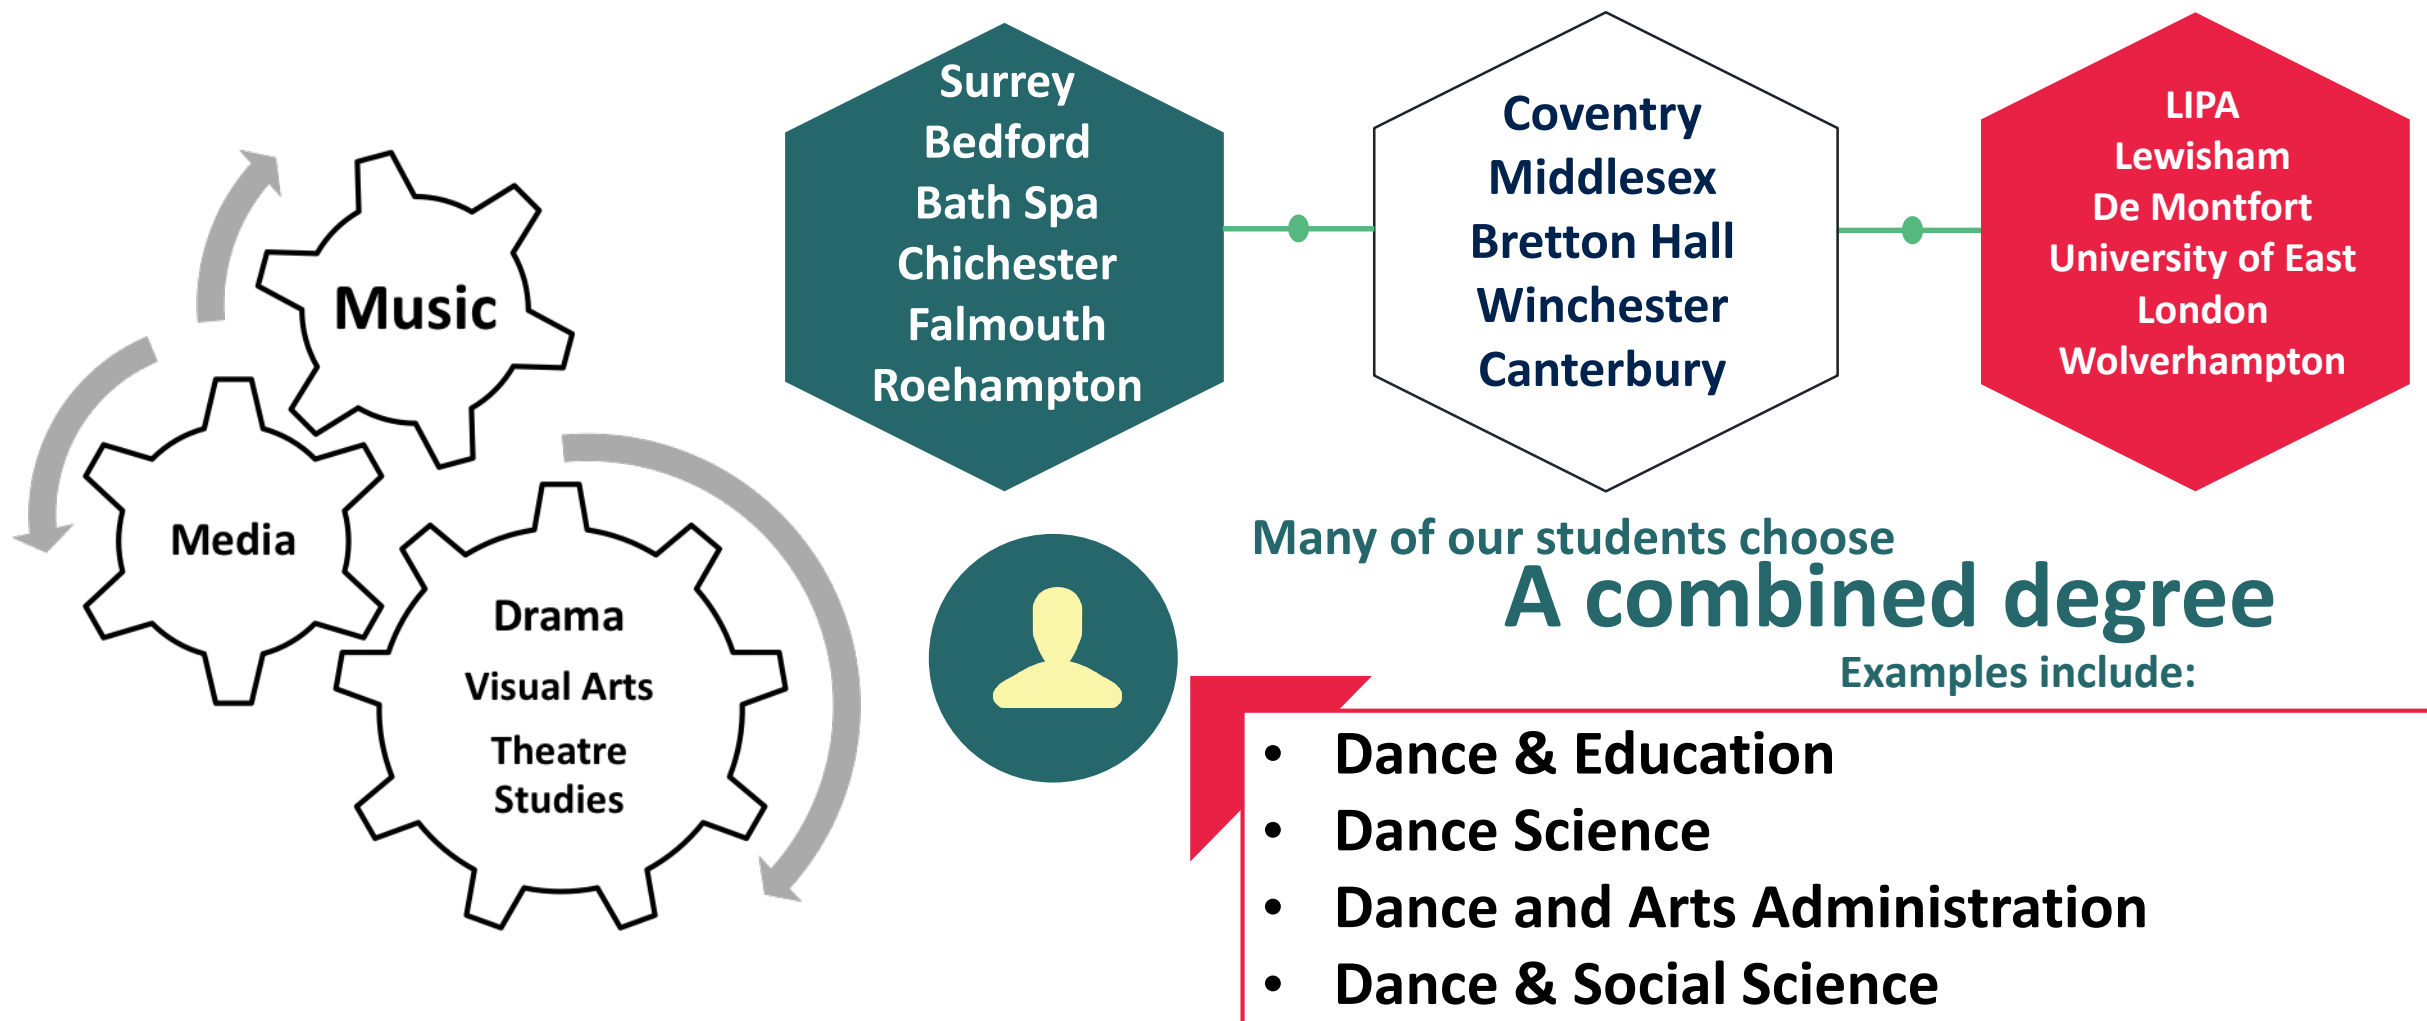 Music
Media
Drama
Visual Arts
Theatre
Studies
Surrey
Bedford
Bath Spa
Chichester
Falmouth
Roehampton
Coventry
Middlesex
Bretton Hall
Winchester
Canterbury
LIPA
Lewisham
De Montfort
University of East
London
Wolverhampton
Many of our students choose
A combined degree
Examples include:
• Dance & Education
• Dance Science
• Dance and Arts Administration
• Dance & Social Science